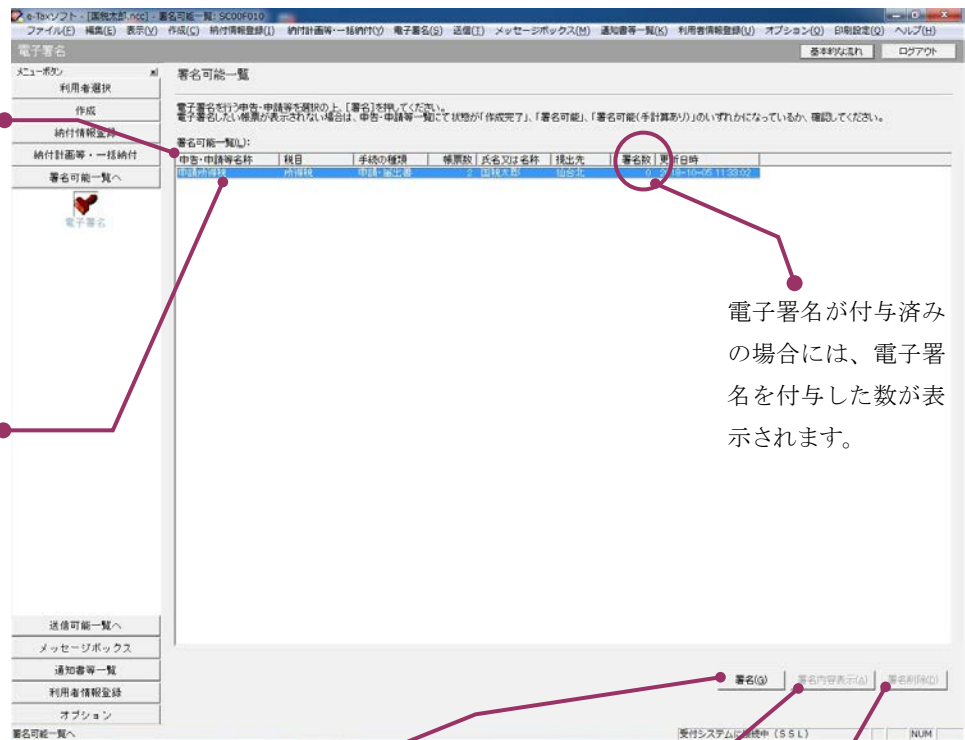 e-Taxソフト - [国税太郎.ncc] - 署名可能一覧: SC00F010
ファイル(F) 編集(E) 表示(V) 作成(C) 納付情報登録(I) 納付計画等・一括納付(Y) 電子署名(S) 送信(T) メッセージボックス(M) 通知書等一覧(K) 利用者情報登録(U) オプション(O) 印刷設定(Q) ヘルプ(H)
電子署名
基本的な流れ ログアウト
メニューボタン
利用者選択
作成
納付情報登録
納付計画等・一括納付
署名可能一覧へ
電子署名
署名可能一覧
電子署名を行う申告・申請等を選択の上、[署名]を押してください。
電子署名したい帳票が表示されない場合は、申告・申請等一覧にて状態が「作成完了」、「署名可能」、「署名可能(手計算あり)」のいずれかになっているか、確認してください。
署名可能一覧(L):
申告・申請等名称 税目 手続の種類 帳票数 氏名又は名称 提出先 署名数 更新日時
申請所得税 所得税 申請・届出書 2 国税太郎 仙台北 0 2018-10-05 11:33:02
電子署名が付与済み
の場合には、電子署
名を付与した数が表
示されます。
送信可能一覧へ
メッセージボックス
通知書等一覧
利用者情報登録
オプション
署名(G) 署名内容表示(A) 署名削除(D)
署名可能一覧へ
受付システムに接続中 (SSL) NUM